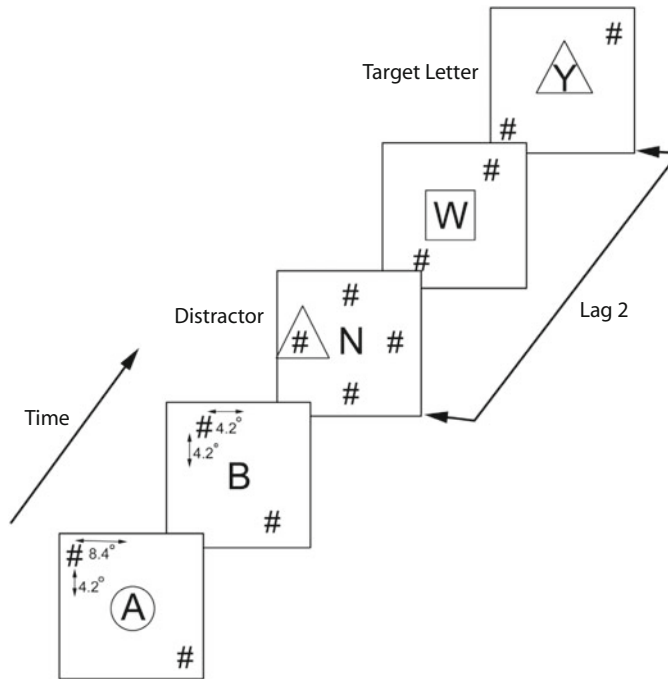 #
Target Letter
Y
#
#
W
#
#
Distractor
# N #
Lag 2
#
Time
# 4.2°
4.2°
B
#
# 8.4°
4.2°
A
#